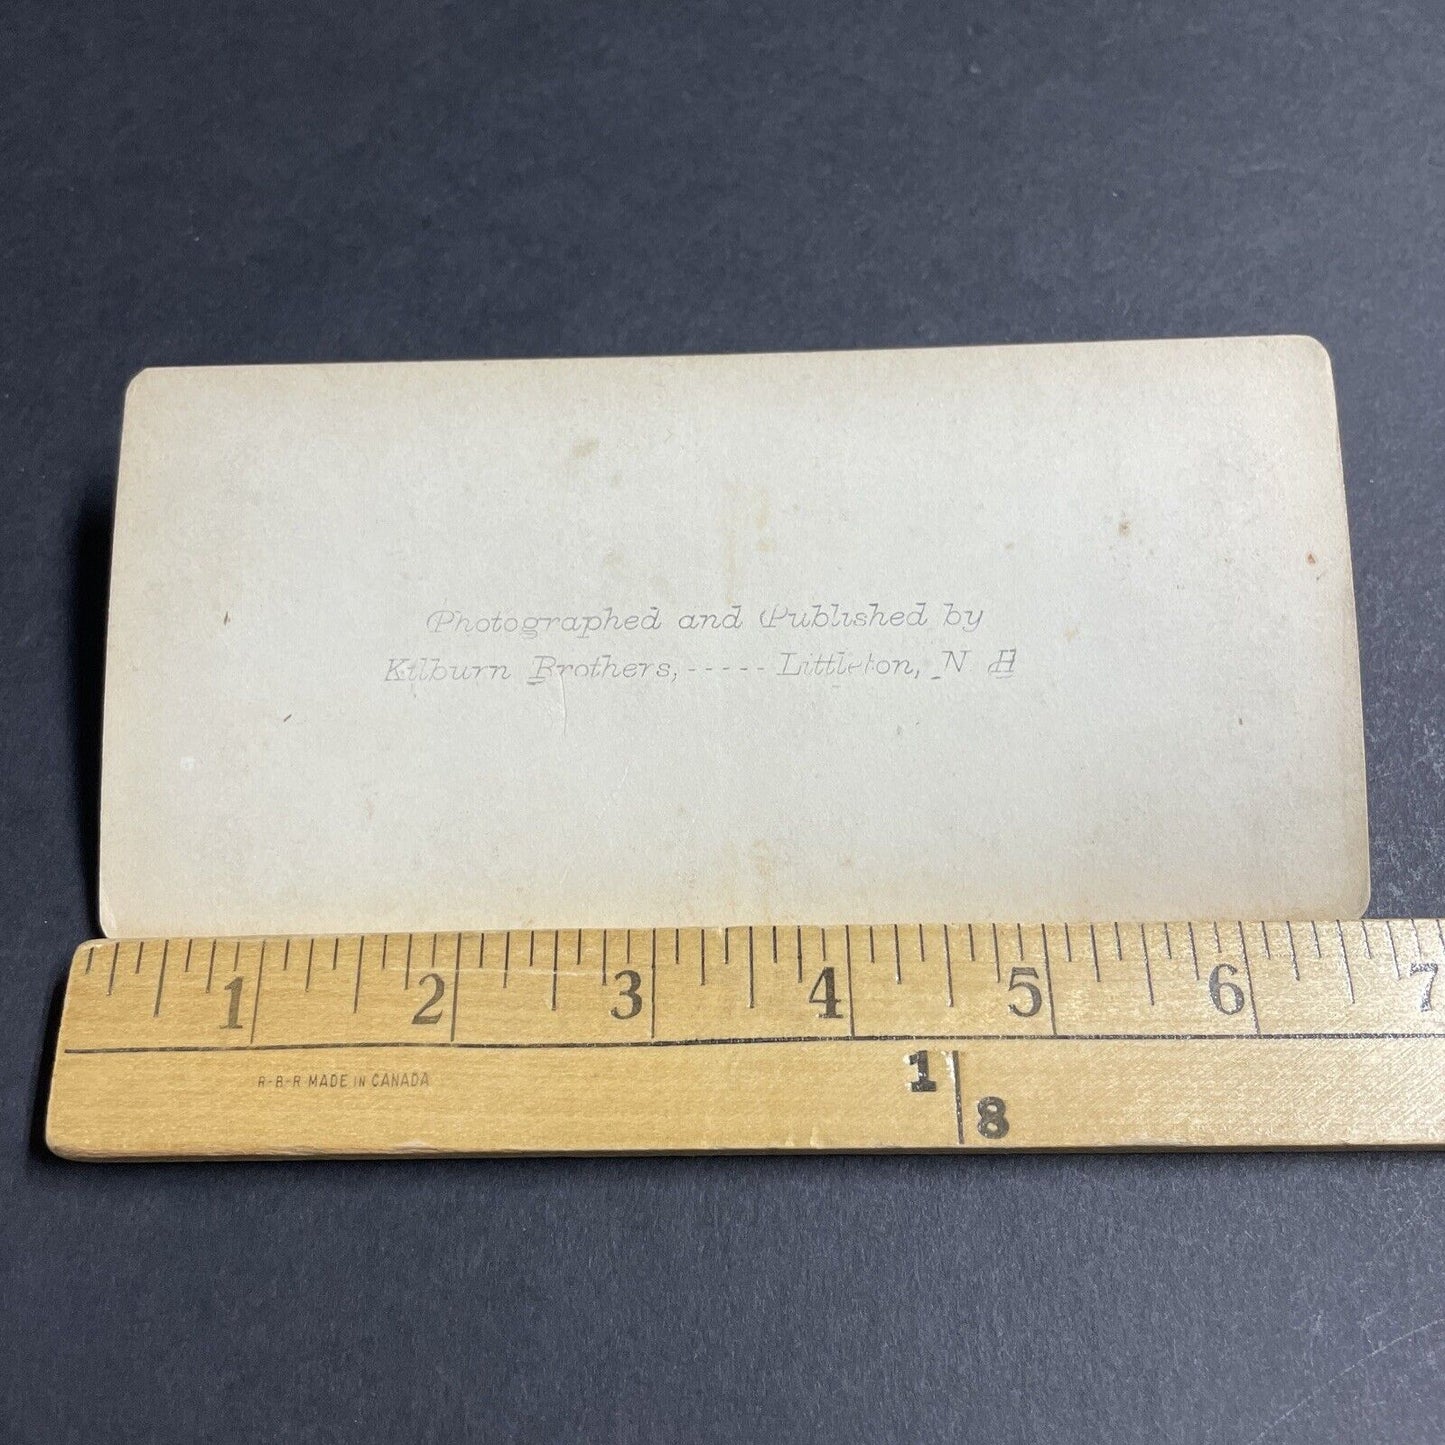 Photographed and Published by
Kilburn Brothers, ----- Littleton, N. H
1 2 3 4 5 6 7
R-B-R MADE IN CANADA
1
8